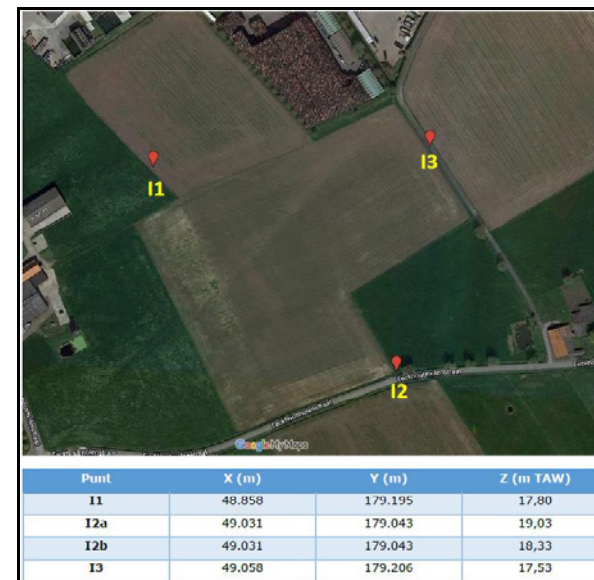 I1
I3
I2
Google My Maps
Punt X (m) Y (m) Z (m TAW)
I1 48.858 179.195 17,80
I2a 49.031 179.043 19,03
I2b 49.031 179.043 18,33
I3 49.058 179.206 17,53